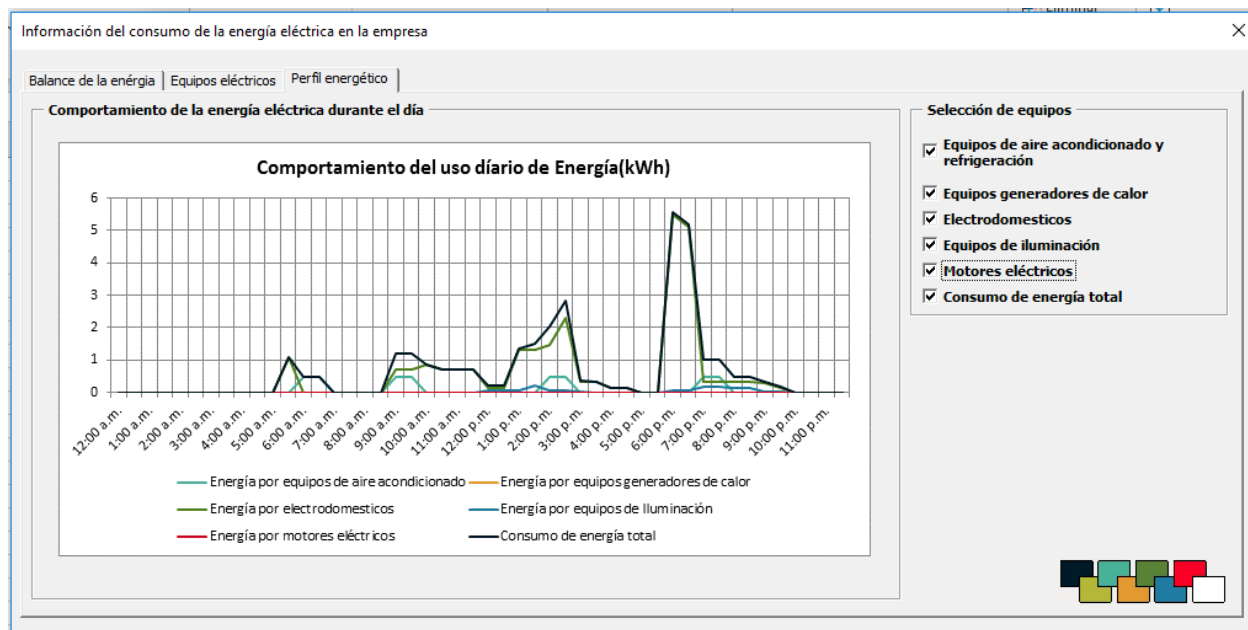 Eliminar
Información del consumo de la energía eléctrica en la empresa
Balance de la enérgia
Equipos eléctricos
Perfil energético
Comportamiento de la energía eléctrica durante el día
Comportamiento del uso díario de Energía(kWh)
6
5
4
3
2
1
0
12:00 a.m.
1:00 a.m.
2:00 a.m.
3:00 a.m.
4:00 a.m.
5:00 a.m.
6:00 a.m.
7:00 a.m.
8:00 a.m.
9:00 a.m.
10:00 a.m.
11:00 a.m.
12:00 p.m.
1:00 p.m.
2:00 p.m.
3:00 p.m.
4:00 p.m.
5:00 p.m.
6:00 p.m.
7:00 p.m.
8:00 p.m.
9:00 p.m.
10:00 p.m.
11:00 p.m.
Energía por equipos de aire acondicionado
Energía por equipos generadores de calor
Energía por electrodomesticos
Energía por equipos de Iluminación
Energía por motores eléctricos
Consumo de energía total
Selección de equipos
Equipos de aire acondicionado y
refrigeración
Equipos generadores de calor
Electrodomesticos
Equipos de iluminación
Motores eléctricos
Consumo de energía total